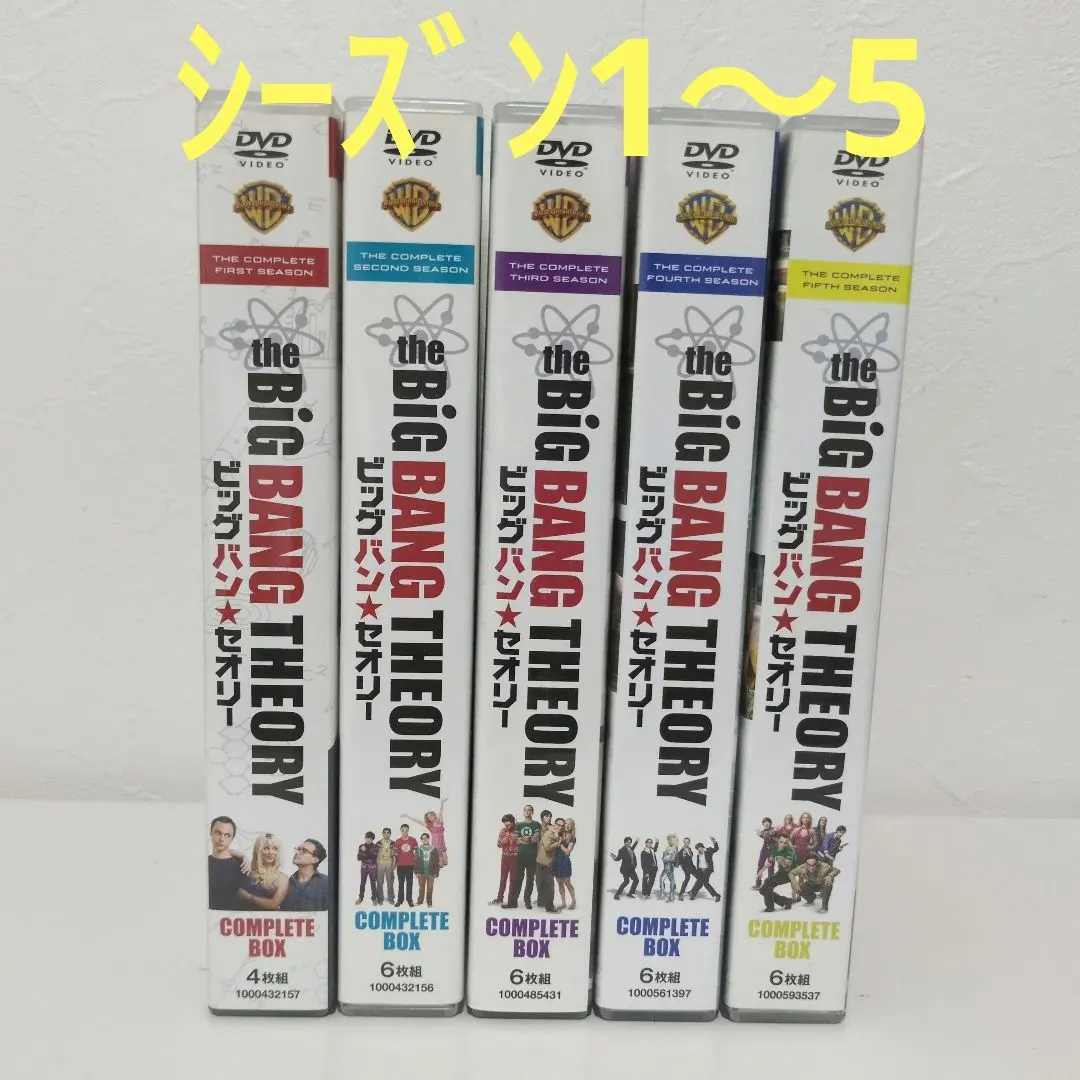 シーズン1〜5
DVD
VIDEO
THE COMPLETE
FIRST SEASON
the BiG BANG THEORY
ビッグバン★セオリー
COMPLETE
BOX
4枚組
1000432157
DVD
VIDEO
THE COMPLETE
SECOND SEASON
the BiG BANG THEORY
ビッグバン★セオリー
COMPLETE
BOX
6枚組
1000432156
DVD
VIDEO
THE COMPLETE
THIRD SEASON
the BiG BANG THEORY
ビッグバン★セオリー
COMPLETE
BOX
6枚組
1000485431
DVD
VIDEO
THE COMPLETE
FOURTH SEASON
the BiG BANG THEORY
ビッグバン★セオリー
COMPLETE
BOX
6枚組
1000561397
DVD
VIDEO
THE COMPLETE
FIFTH SEASON
the BiG BANG THEORY
ビッグバン★セオリー
COMPLETE
BOX
6枚組
1000593537